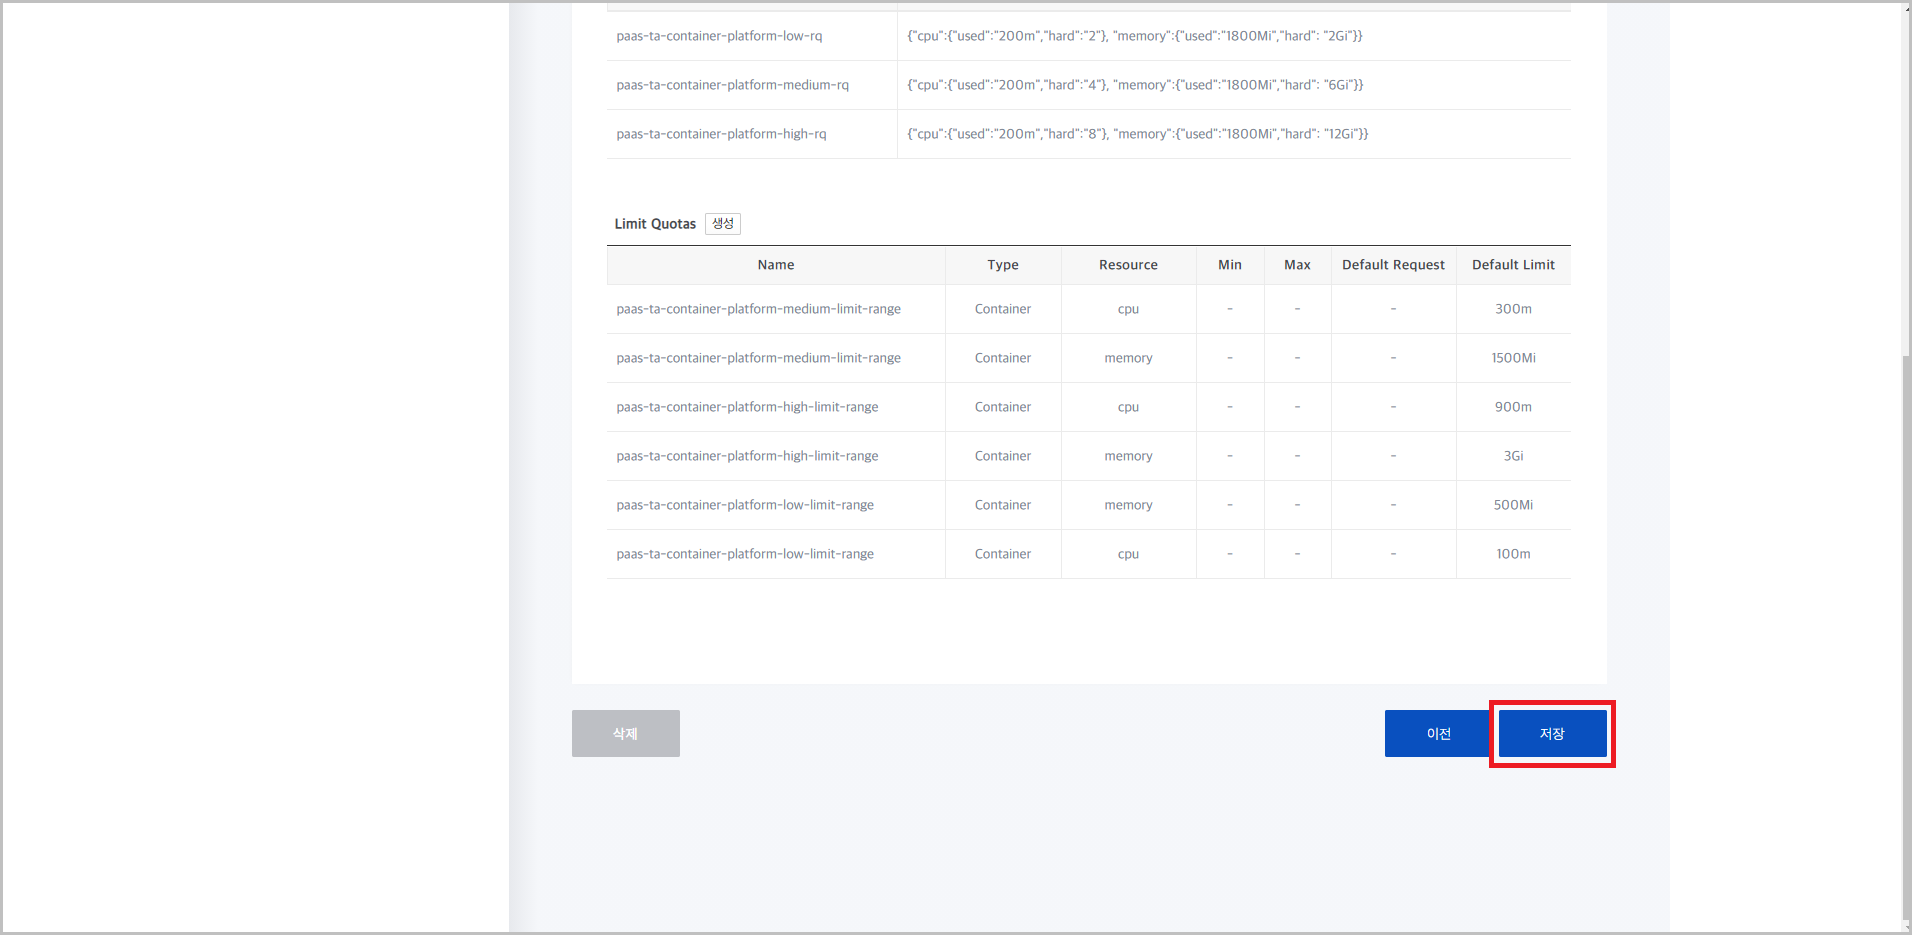 paas-ta-container-platform-low-rq {"cpu":{"used":"200m","hard":"2"}, "memory":{"used":"1800Mi","hard": "2Gi"}}
paas-ta-container-platform-medium-rq {"cpu":{"used":"200m","hard":"4"}, "memory":{"used":"1800Mi","hard": "6Gi"}}
paas-ta-container-platform-high-rq {"cpu":{"used":"200m","hard":"8"}, "memory":{"used":"1800Mi","hard": "12Gi"}}
Limit Quotas 생성
Name Type Resource Min Max Default Request Default Limit
paas-ta-container-platform-medium-limit-range Container cpu - - - 300m
paas-ta-container-platform-medium-limit-range Container memory - - - 1500Mi
paas-ta-container-platform-high-limit-range Container cpu - - - 900m
paas-ta-container-platform-high-limit-range Container memory - - - 3Gi
paas-ta-container-platform-low-limit-range Container memory - - - 500Mi
paas-ta-container-platform-low-limit-range Container cpu - - - 100m
삭제 이전 저장